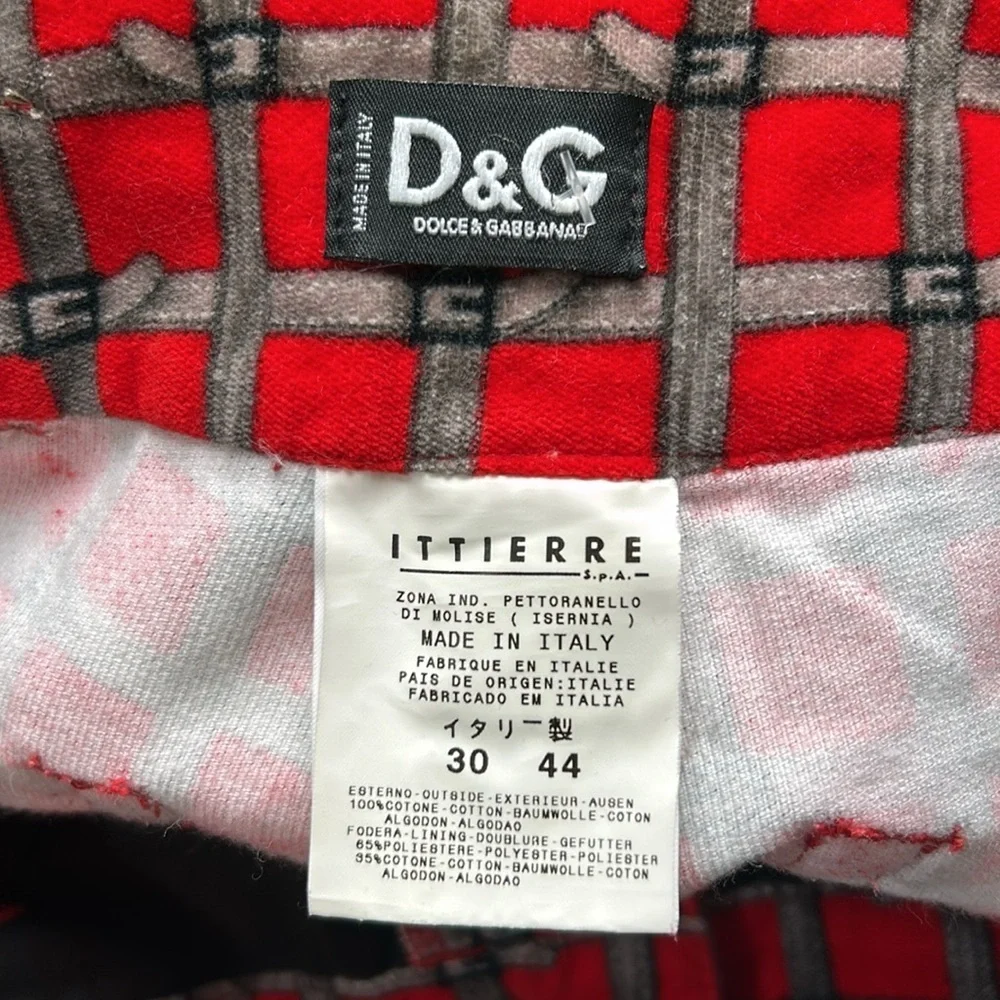 MADE IN ITALY
D&G
DOLCE & GABBANA
ITTIERRE
S.p.A.
ZONA IND. PETTORANELLO
DI MOLISE ( ISERNIA )
MADE IN ITALY
FABRIQUE EN ITALIE
PAIS DE ORIGEN:ITALIE
FABRICADO EM ITALIA
イタリー製
30 44
ESTERNO-OUTSIDE-EXTERIEUR-AUSEN
100%COTONE-COTTON-BAUMWOLLE-COTON
ALGODON-ALGODAO
FODERA-LINING-DOUBLURE-GEFUTTER
65%POLIESTERE-POLYESTER-POLIESTER
35%COTONE-COTTON-BAUMWOLLE-COTON
ALGODON-ALGODAO